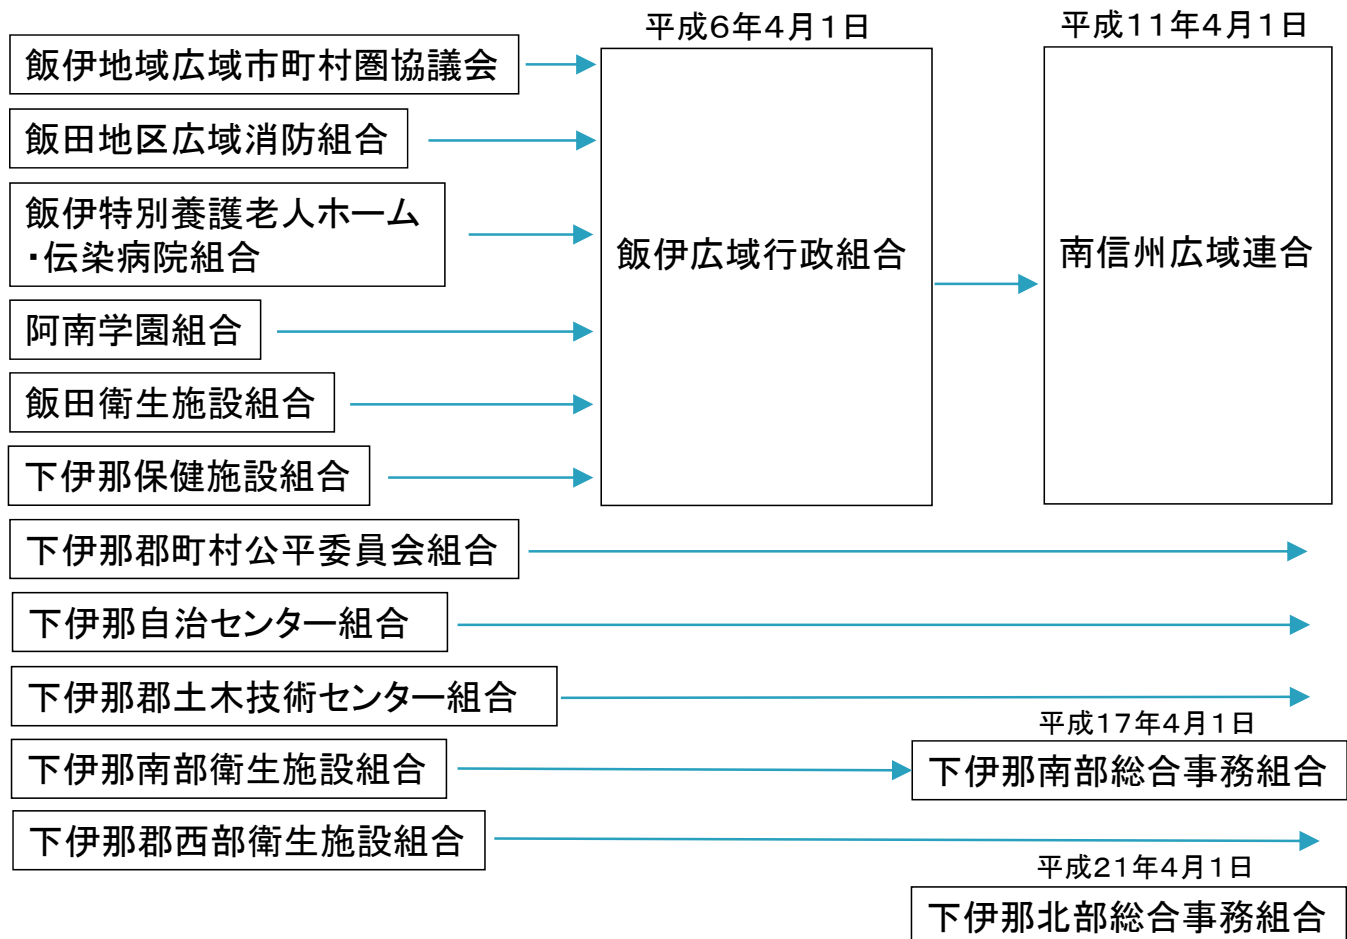 平成6年4月1日
平成11年4月1日
飯伊地域広域市町村圏協議会
飯田地区広域消防組合
飯伊特別養護老人ホーム
・伝染病院組合
阿南学園組合
飯田衛生施設組合
下伊那保健施設組合
飯伊広域行政組合
南信州広域連合
下伊那郡町村公平委員会組合
下伊那自治センター組合
下伊那郡土木技術センター組合
平成17年4月1日
下伊那南部衛生施設組合
下伊那南部総合事務組合
下伊那郡西部衛生施設組合
平成21年4月1日
下伊那北部総合事務組合